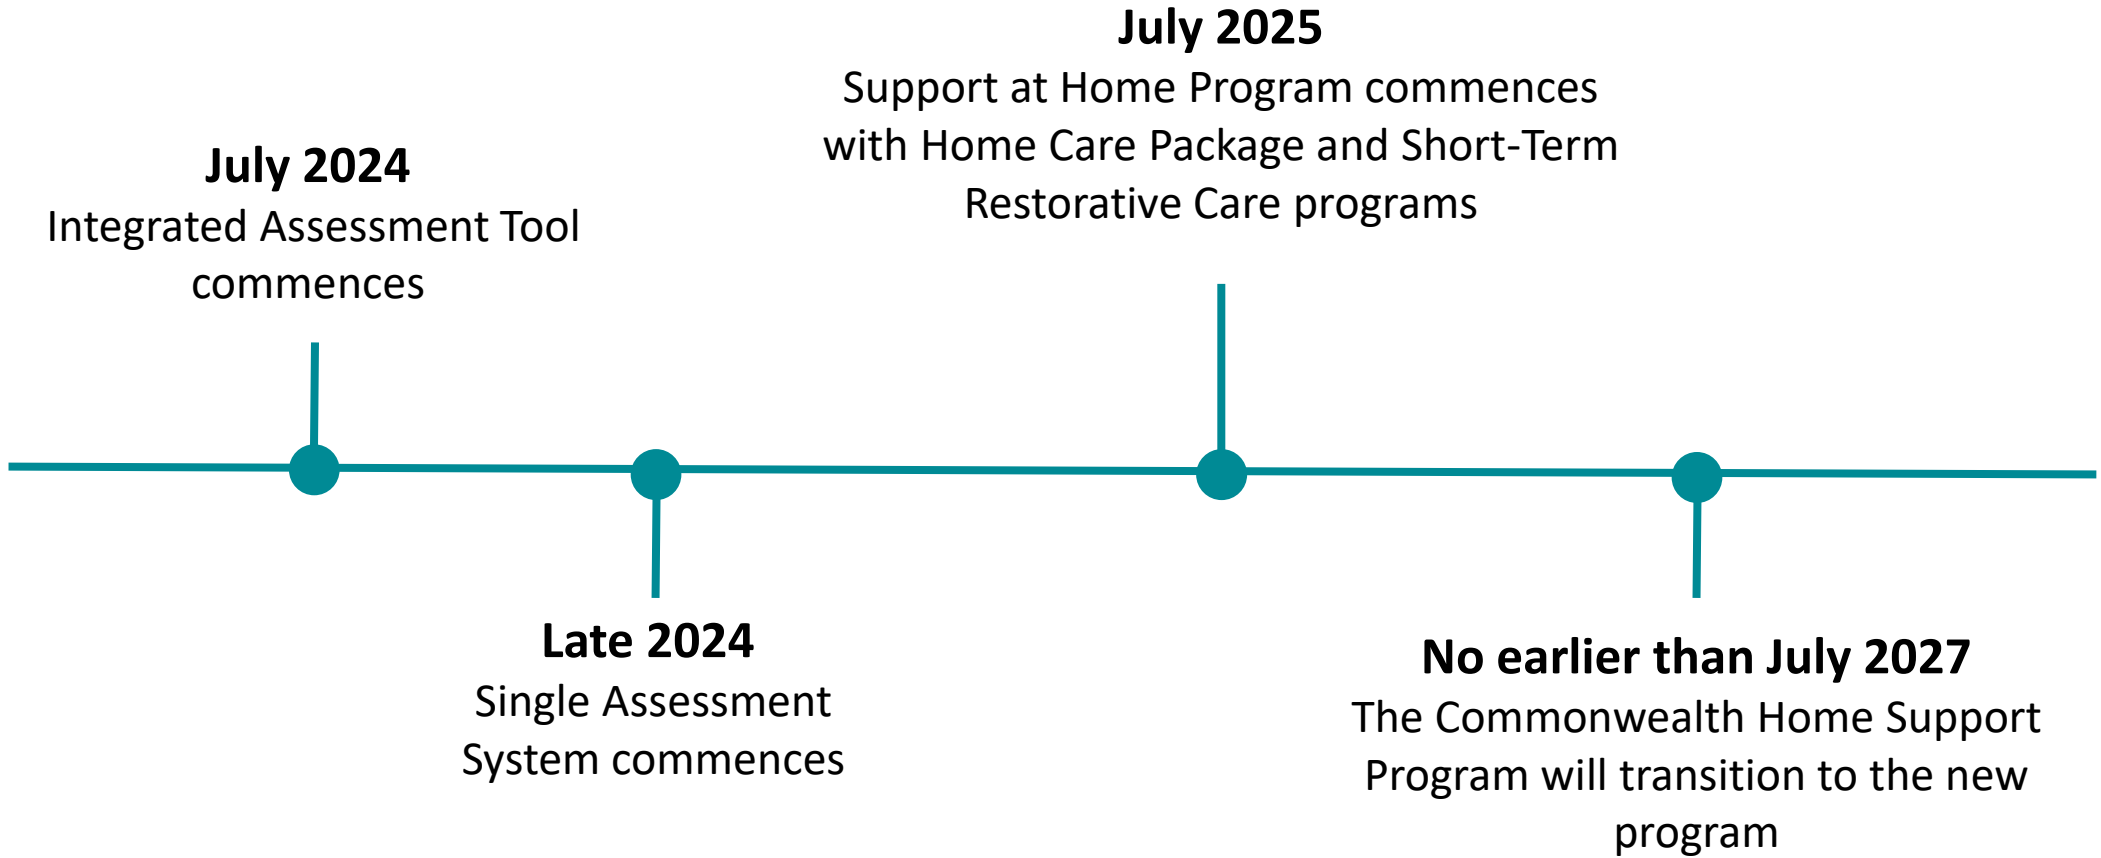 July 2024
Integrated Assessment Tool
commences
Late 2024
Single Assessment
System commences
July 2025
Support at Home Program commences
with Home Care Package and Short-Term
Restorative Care programs
No earlier than July 2027
The Commonwealth Home Support
Program will transition to the new
program